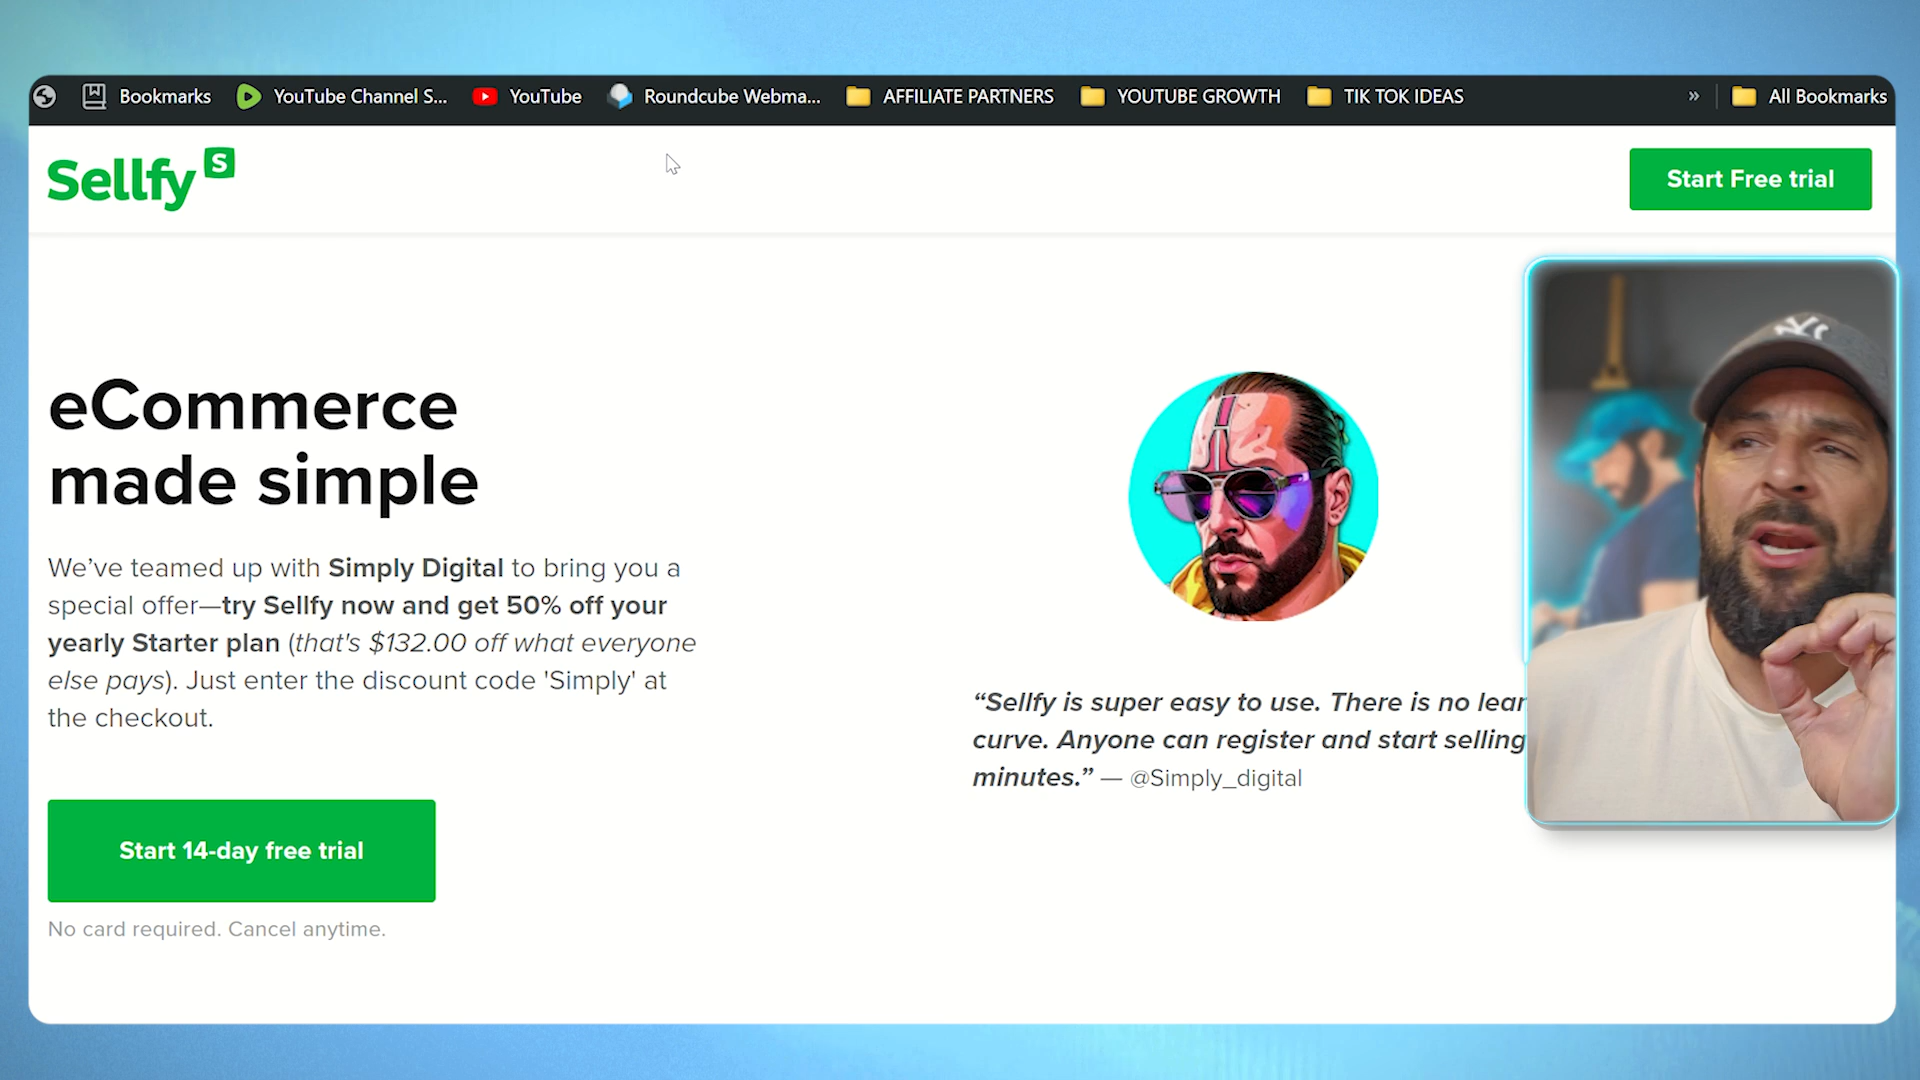 Bookmarks
YouTube Channel S...
YouTube
Roundcube Webma...
AFFILIATE PARTNERS
YOUTUBE GROWTH
TIK TOK IDEAS
»
All Bookmarks
Sellfy S
Start Free trial
eCommerce
made simple
We’ve teamed up with Simply Digital to bring you a
special offer—try Sellfy now and get 50% off your
yearly Starter plan (that's $132.00 off what everyone
else pays). Just enter the discount code 'Simply' at
the checkout.
Start 14-day free trial
No card required. Cancel anytime.
“Sellfy is super easy to use. There is no
curve. Anyone can register and start selling
minutes.” — @Simply_digital